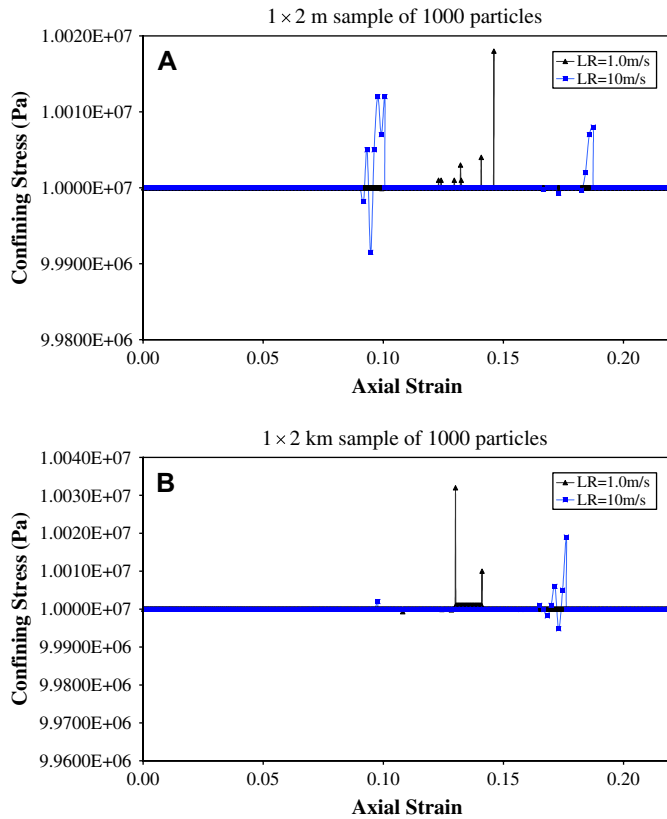 1 × 2 m sample of 1000 particles
A
LR=1.0m/s
LR=10m/s
1.0020E+07
1.0010E+07
1.0000E+07
9.9900E+06
9.9800E+06
Confining Stress (Pa)
0.00 0.05 0.10 0.15 0.20
Axial Strain
1 × 2 km sample of 1000 particles
B
LR=1.0m/s
LR=10m/s
1.0040E+07
1.0030E+07
1.0020E+07
1.0010E+07
1.0000E+07
9.9900E+06
9.9800E+06
9.9700E+06
9.9600E+06
Confining Stress (Pa)
0.00 0.05 0.10 0.15 0.20
Axial Strain